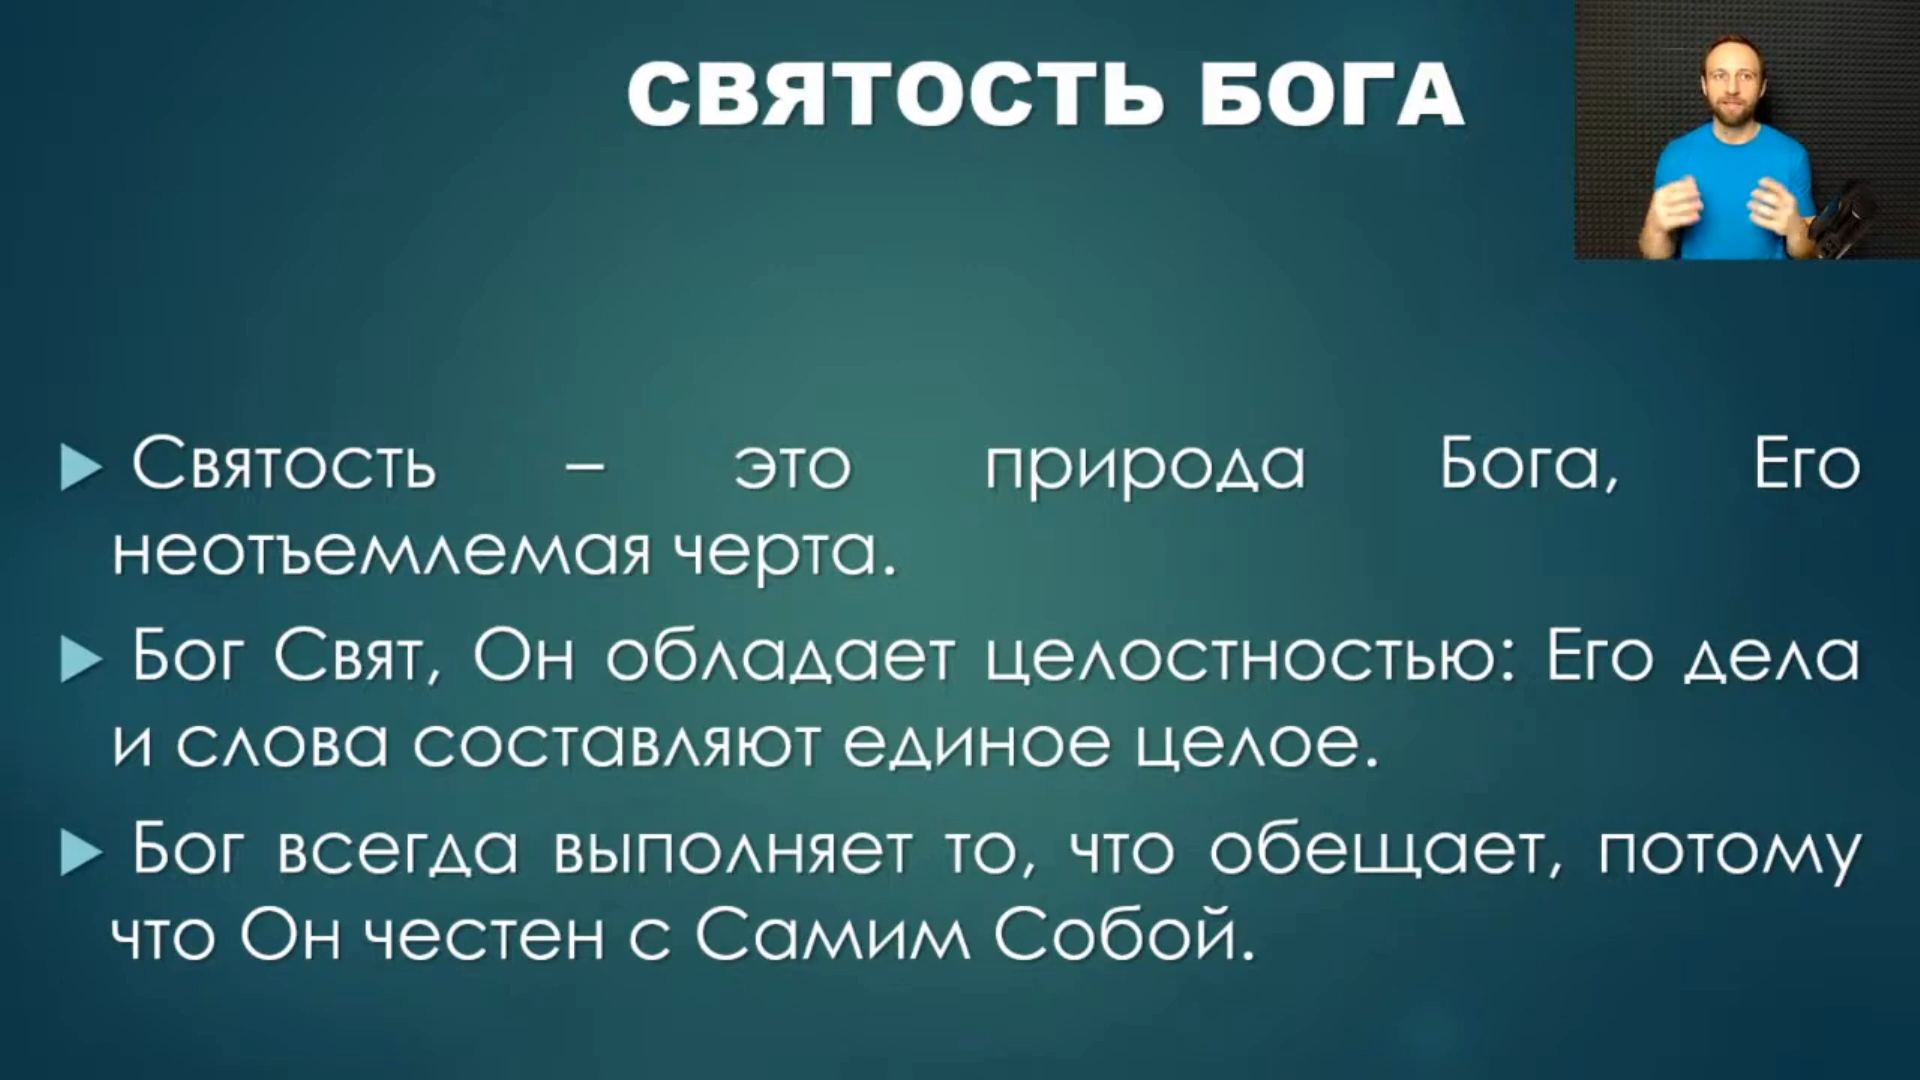 СВЯТОСТЬ БОГА
Святость – это природа Бога, Его
неотъемлемая черта.
Бог Свят, Он обладает целостностью: Его дела
и слова составляют единое целое.
Бог всегда выполняет то, что обещает, потому
что Он честен с Самим Собой.